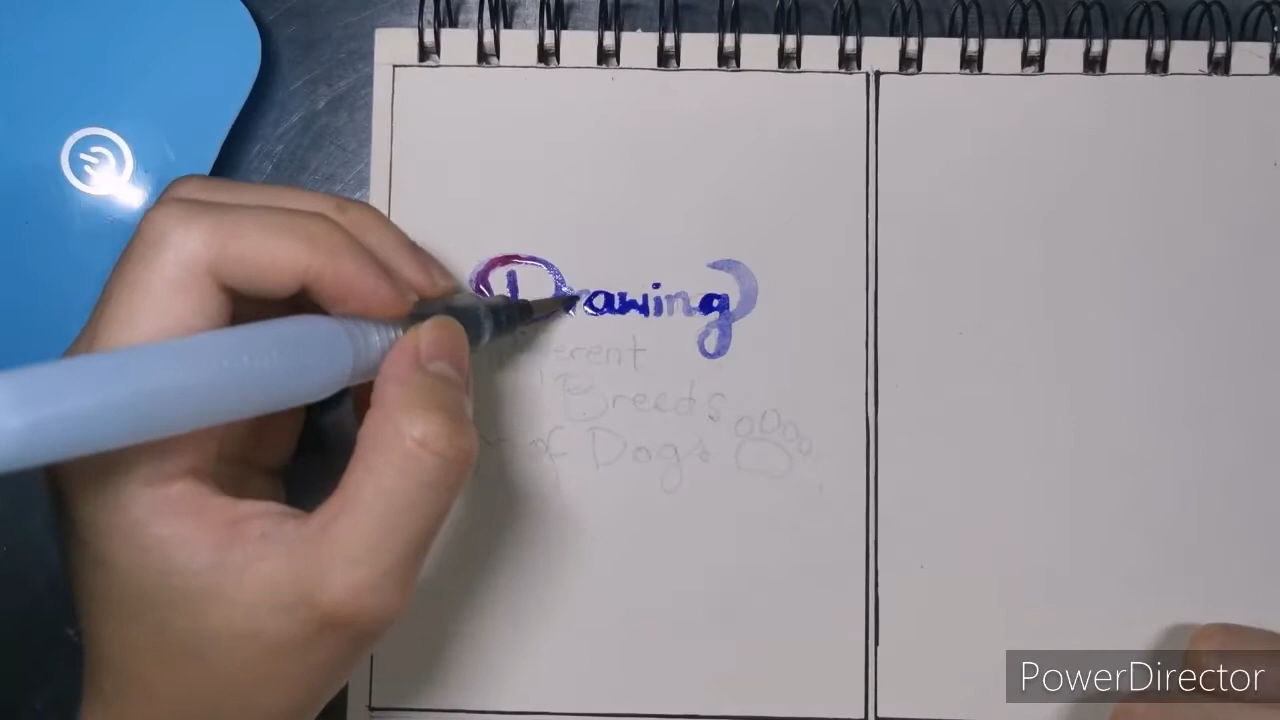 Drawing
Different
Breeds
of Dogs
PowerDirector